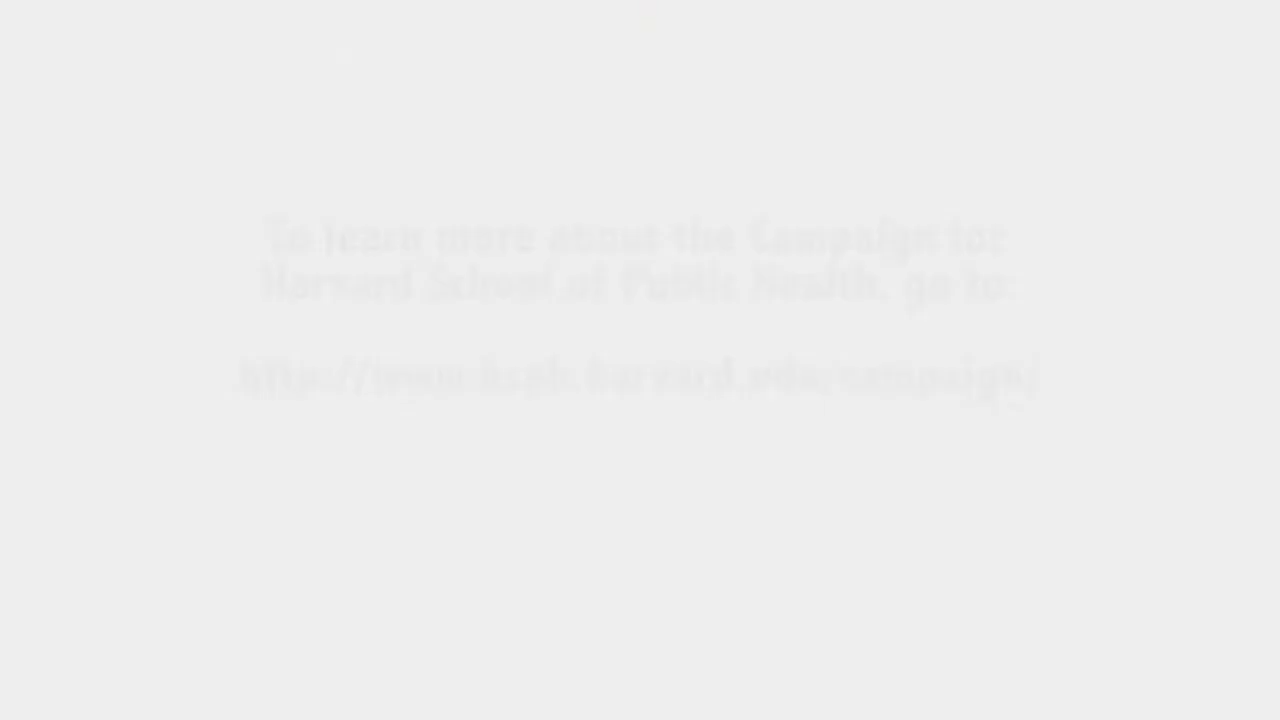 To learn more about the Campaign for
Harvard School of Public Health, go to:
http://www.hsph.harvard.edu/campaign/